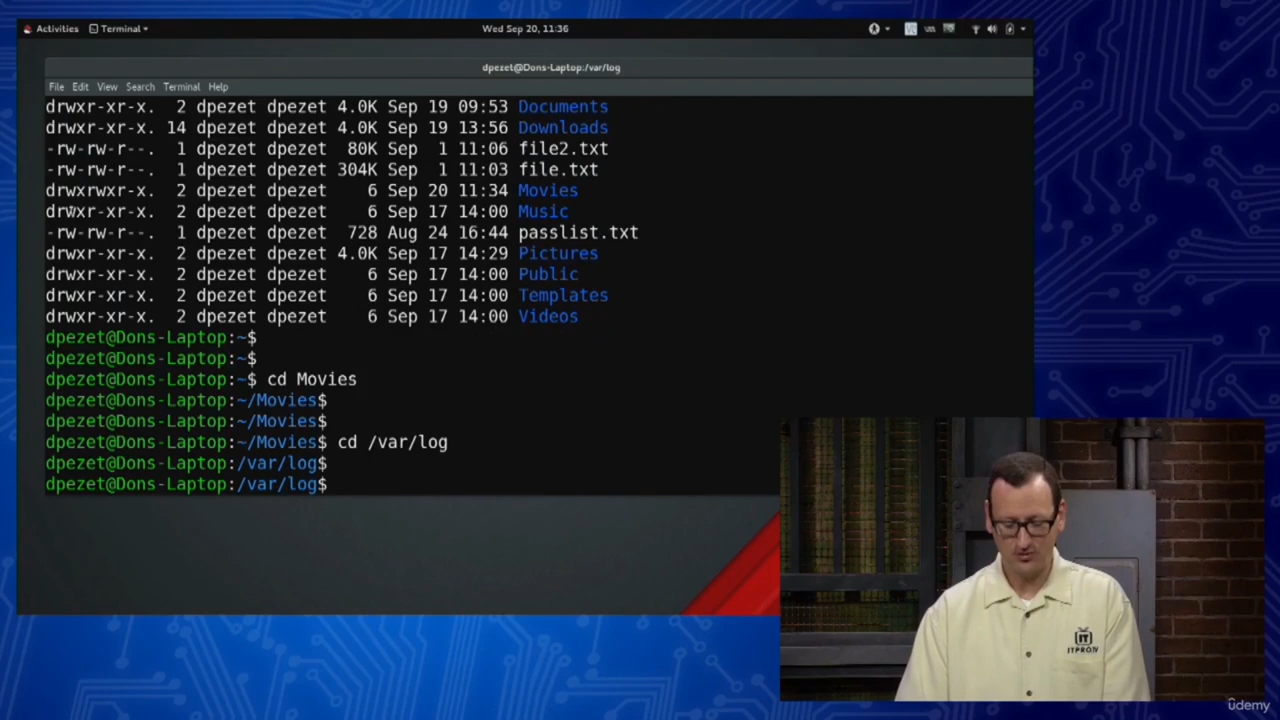 Activities Terminal Wed Sep 20, 11:36
dpezet@Dons-Laptop:/var/log
File Edit View Search Terminal Help
drwxr-xr-x. 2 dpezet dpezet 4.0K Sep 19 09:53 Documents
drwxr-xr-x. 14 dpezet dpezet 4.0K Sep 19 13:56 Downloads
-rw-rw-r--. 1 dpezet dpezet 80K Sep 1 11:06 file2.txt
-rw-rw-r--. 1 dpezet dpezet 304K Sep 1 11:03 file.txt
drwxrwxr-x. 2 dpezet dpezet 6 Sep 20 11:34 Movies
drwxr-xr-x. 2 dpezet dpezet 6 Sep 17 14:00 Music
-rw-rw-r--. 1 dpezet dpezet 728 Aug 24 16:44 passlist.txt
drwxr-xr-x. 2 dpezet dpezet 4.0K Sep 17 14:29 Pictures
drwxr-xr-x. 2 dpezet dpezet 6 Sep 17 14:00 Public
drwxr-xr-x. 2 dpezet dpezet 6 Sep 17 14:00 Templates
drwxr-xr-x. 2 dpezet dpezet 6 Sep 17 14:00 Videos
dpezet@Dons-Laptop:~$
dpezet@Dons-Laptop:~$
dpezet@Dons-Laptop:~$ cd Movies
dpezet@Dons-Laptop:~/Movies$
dpezet@Dons-Laptop:~/Movies$
dpezet@Dons-Laptop:~/Movies$ cd /var/log
dpezet@Dons-Laptop:/var/log$
dpezet@Dons-Laptop:/var/log$
IT
ITPROTV
udemy